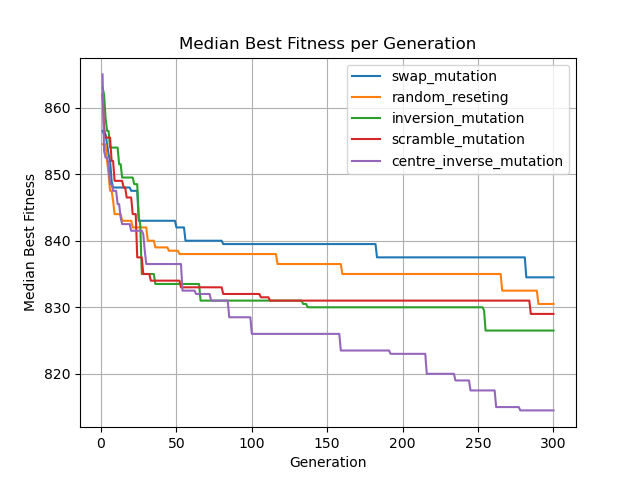 Median Best Fitness per Generation
swap_mutation
random_reseting
inversion_mutation
scramble_mutation
centre_inverse_mutation
Median Best Fitness
860
850
840
830
820
0 50 100 150 200 250 300
Generation